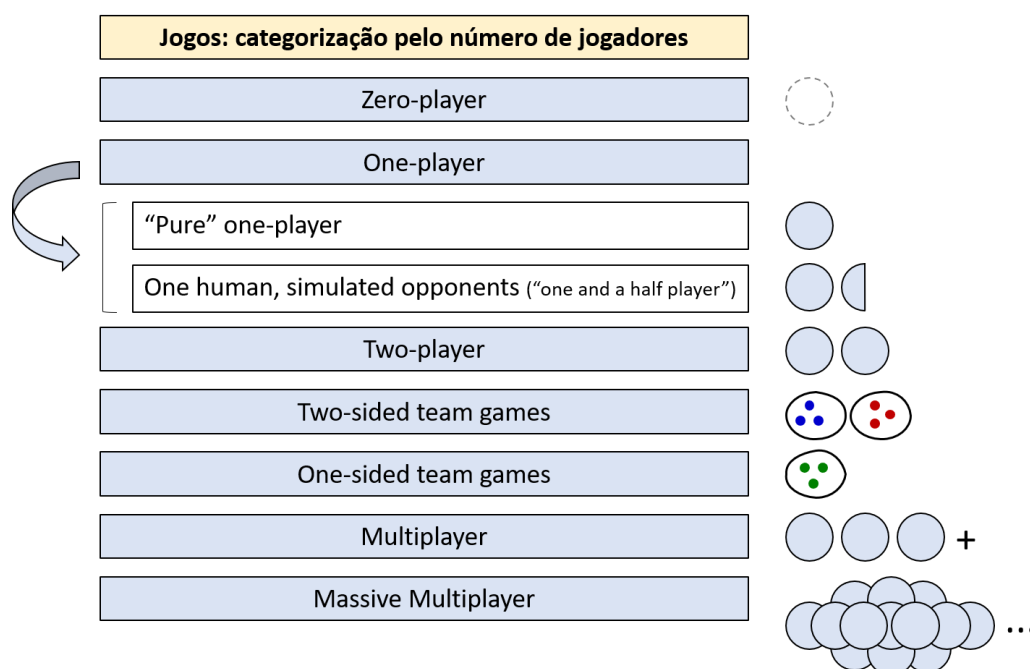 Jogos: categorização pelo número de jogadores
Zero-player
One-player
“Pure” one-player
One human, simulated opponents (“one and a half player”)
Two-player
Two-sided team games
One-sided team games
Multiplayer
+
Massive Multiplayer
...